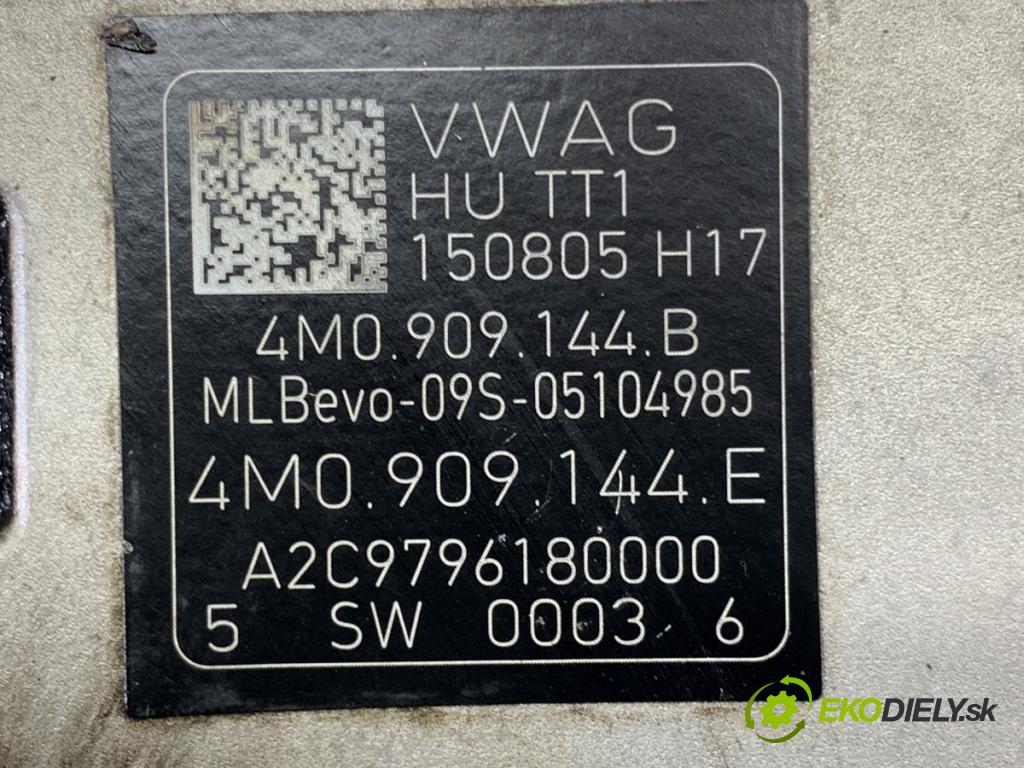 VWAG
HU TT1
150805 H17
4M0.909.144.B
MLBevo-09S-05104985
4M0.909.144.E
A2C9796180000
5 SW 0003 6
EKODIELY.sk